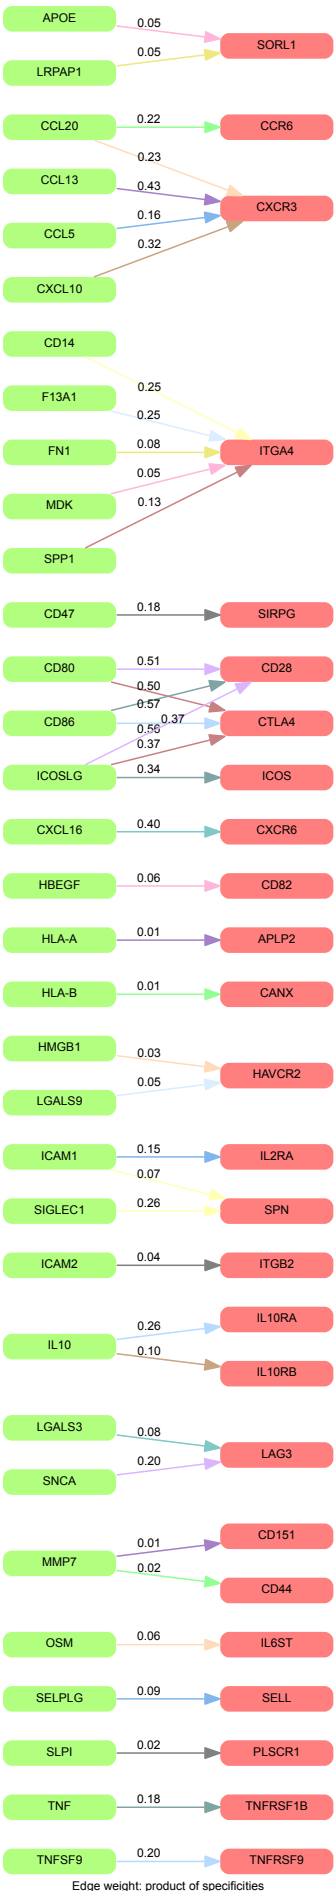 APOE 0.05 SORL1
LRPAP1 0.05
CCL20 0.22 CCR6
0.23
CCL13 0.43 CXCR3
CCL5 0.16
0.32
CXCL10
CD14
0.25
F13A1 0.25
FN1 0.08 ITGA4
MDK 0.05
0.13
SPP1
CD47 0.18 SIRPG
CD80 0.51 CD28
0.50
0.57
CD86 0.37 CTLA4
0.56
0.37
ICOSLG 0.34 ICOS
CXCL16 0.40 CXCR6
HBEGF 0.06 CD82
HLA-A 0.01 APLP2
HLA-B 0.01 CANX
HMGB1 0.03
HAVCR2
LGALS9 0.05
ICAM1 0.15 IL2RA
0.07
SIGLEC1 0.26 SPN
ICAM2 0.04 ITGB2
IL10RA
0.26
IL10 0.10
IL10RB
LGALS3 0.08
LAG3
SNCA 0.20
CD151
0.01
MMP7 0.02
CD44
OSM 0.06 IL6ST
SELPLG 0.09 SELL
SLPI 0.02 PLSCR1
TNF 0.18 TNFRSF1B
TNFSF9 0.20 TNFRSF9
Edge weight: product of specificities